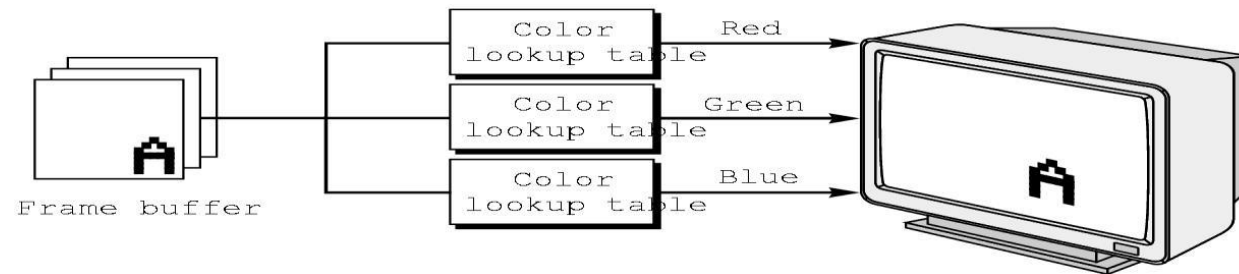 Color
lookup table
Red
Color
lookup table
Green
Color
lookup table
Blue
A
Frame buffer
A